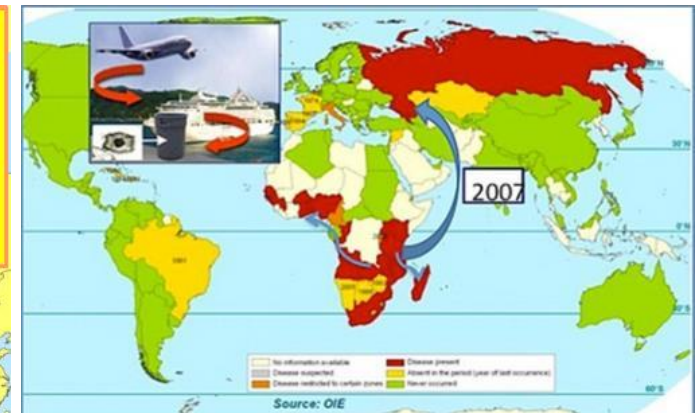 2007
No information available
Disease suspected
Disease restricted to certain zones
Disease present
Absent in the period (year of last occurrence)
Never occurred
Source: OIE